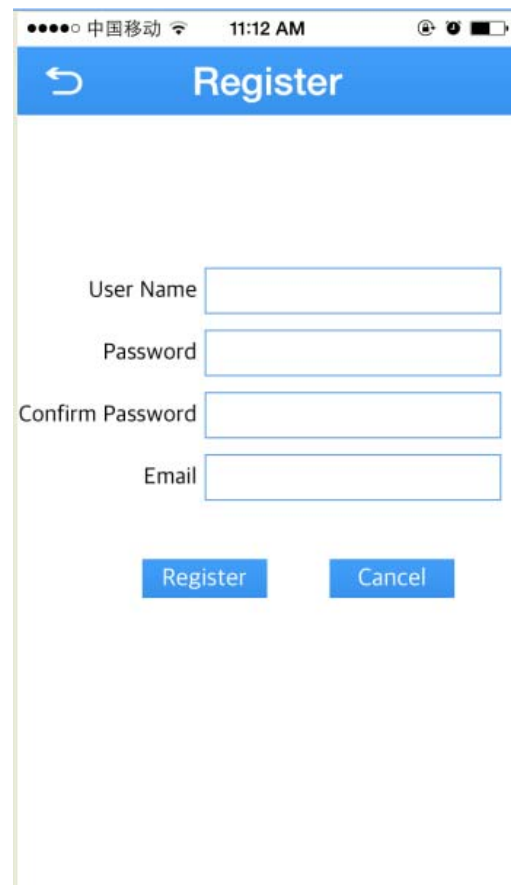 中国移动 11:12 AM
Register
User Name
Password
Confirm Password
Email
Register Cancel